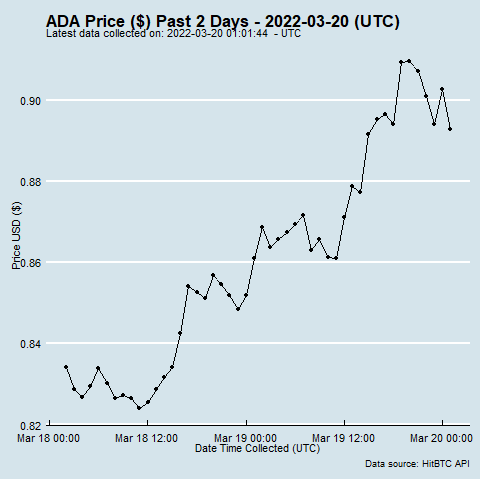 ADA Price ($) Past 2 Days - 2022-03-20 (UTC)
Latest data collected on: 2022-03-20 01:01:44 - UTC
Price USD ($)
0.90
0.88
0.86
0.84
0.82
Mar 18 00:00 Mar 18 12:00 Mar 19 00:00 Mar 19 12:00 Mar 20 00:00
Date Time Collected (UTC)
Data source: HitBTC API